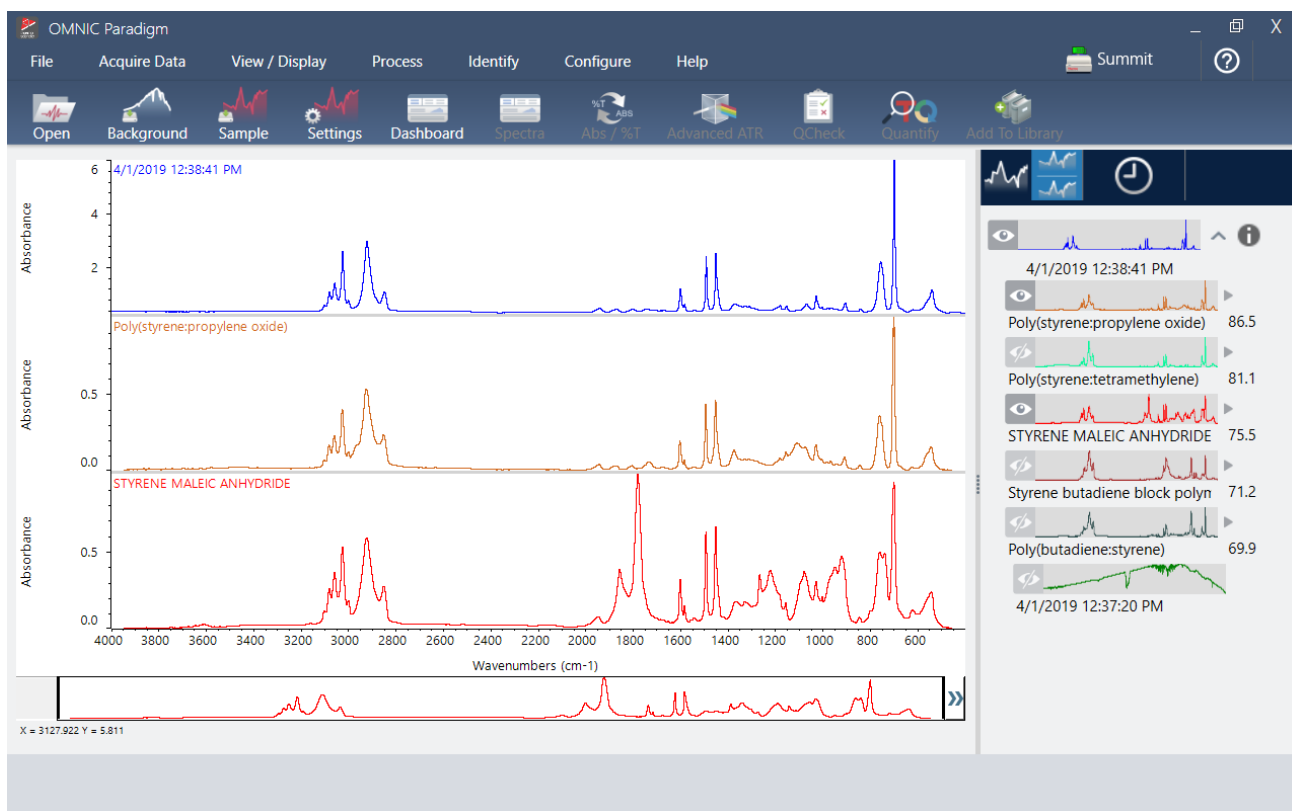 OMNIC Paradigm
_ X
File Acquire Data View / Display Process Identify Configure Help Summit ?
%T ABS
Open Background Sample Settings Dashboard Spectra Abs / %T Advanced ATR QCheck Quantify Add To Library
4/1/2019 12:38:41 PM
Absorbance
6
4
2
Poly(styrene:propylene oxide)
Absorbance
0.5
0.0
STYRENE MALEIC ANHYDRIDE
Absorbance
0.5
0.0
4000 3800 3600 3400 3200 3000 2800 2600 2400 2200 2000 1800 1600 1400 1200 1000 800 600
Wavenumbers (cm-1)
X = 3127.922 Y = 5.811
i
4/1/2019 12:38:41 PM
Poly(styrene:propylene oxide) 86.5
Poly(styrene:tetramethylene) 81.1
STYRENE MALEIC ANHYDRIDE 75.5
Styrene butadiene block polyn 71.2
Poly(butadiene:styrene) 69.9
4/1/2019 12:37:20 PM